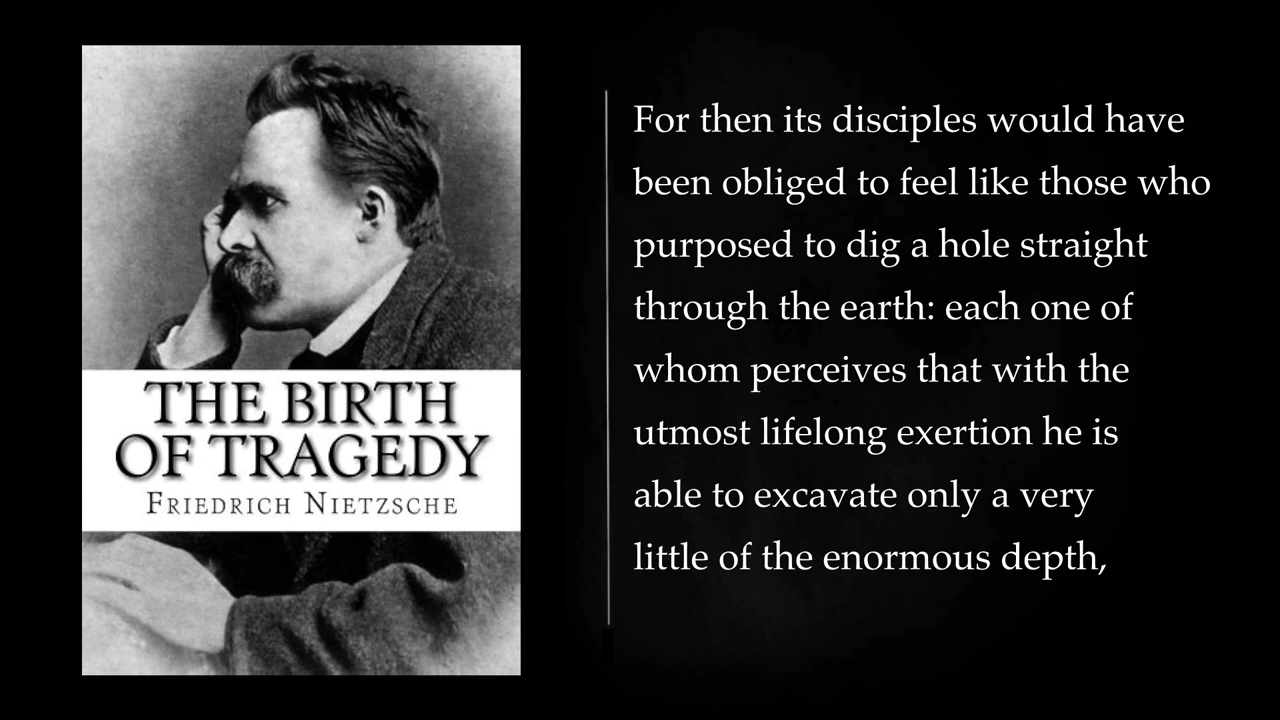 THE BIRTH
OF TRAGEDY
FRIEDRICH NIETZSCHE
For then its disciples would have
been obliged to feel like those who
purposed to dig a hole straight
through the earth: each one of
whom perceives that with the
utmost lifelong exertion he is
able to excavate only a very
little of the enormous depth,